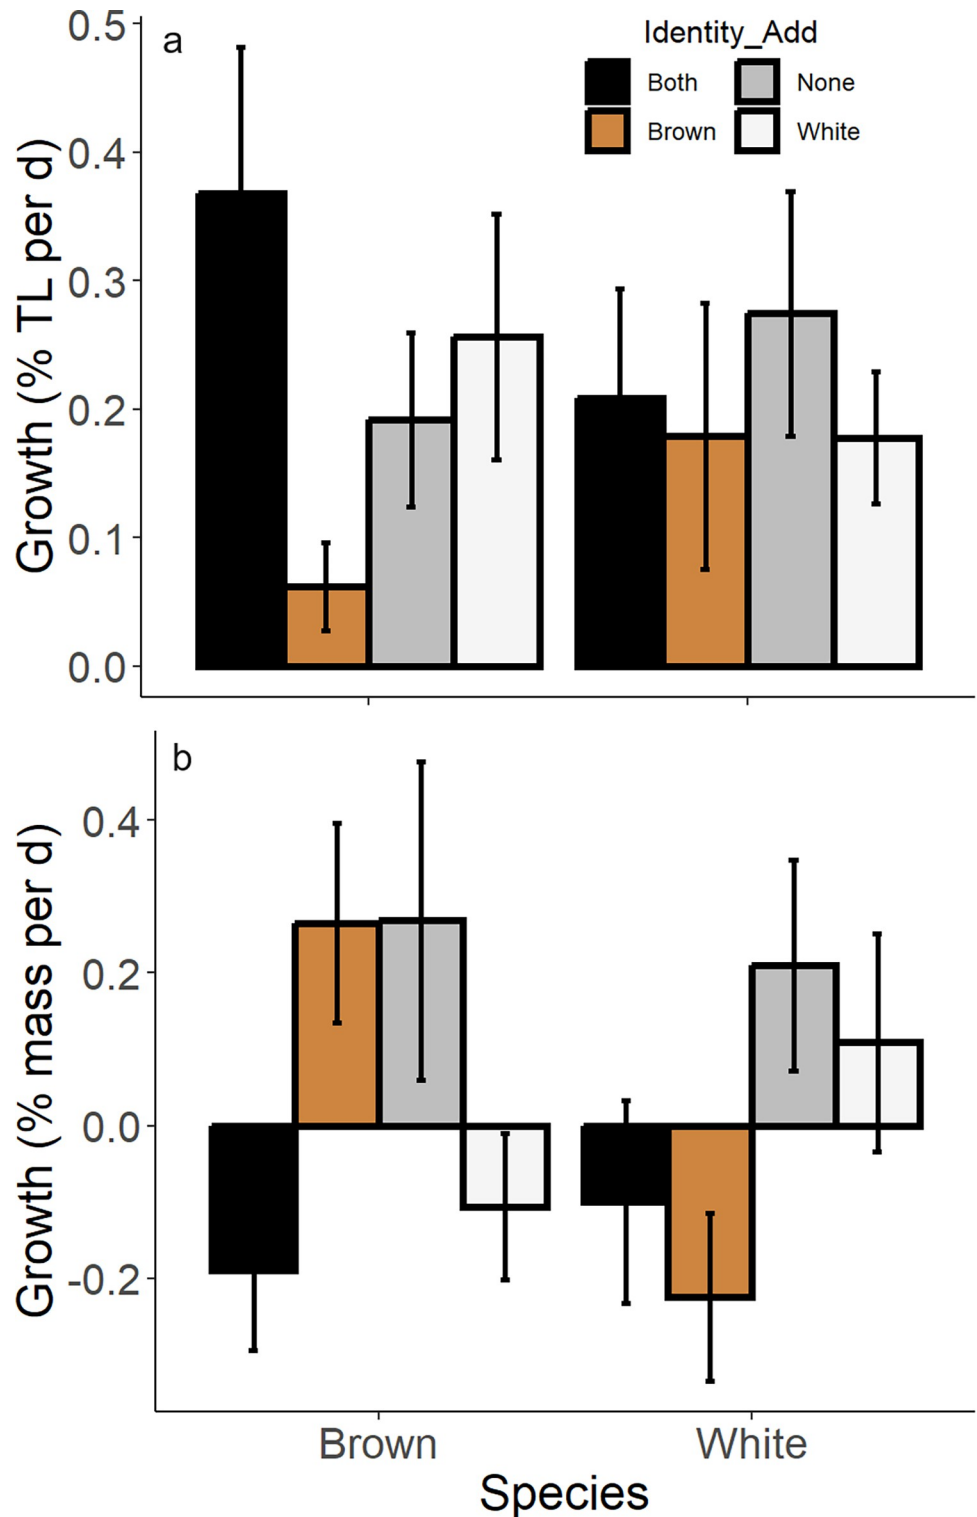 a
Identity_Add
Both
None
Brown
White
Growth (% TL per d)
0.5
0.4
0.3
0.2
0.1
0.0
b
Growth (% mass per d)
0.4
0.2
0.0
-0.2
Brown
White
Species